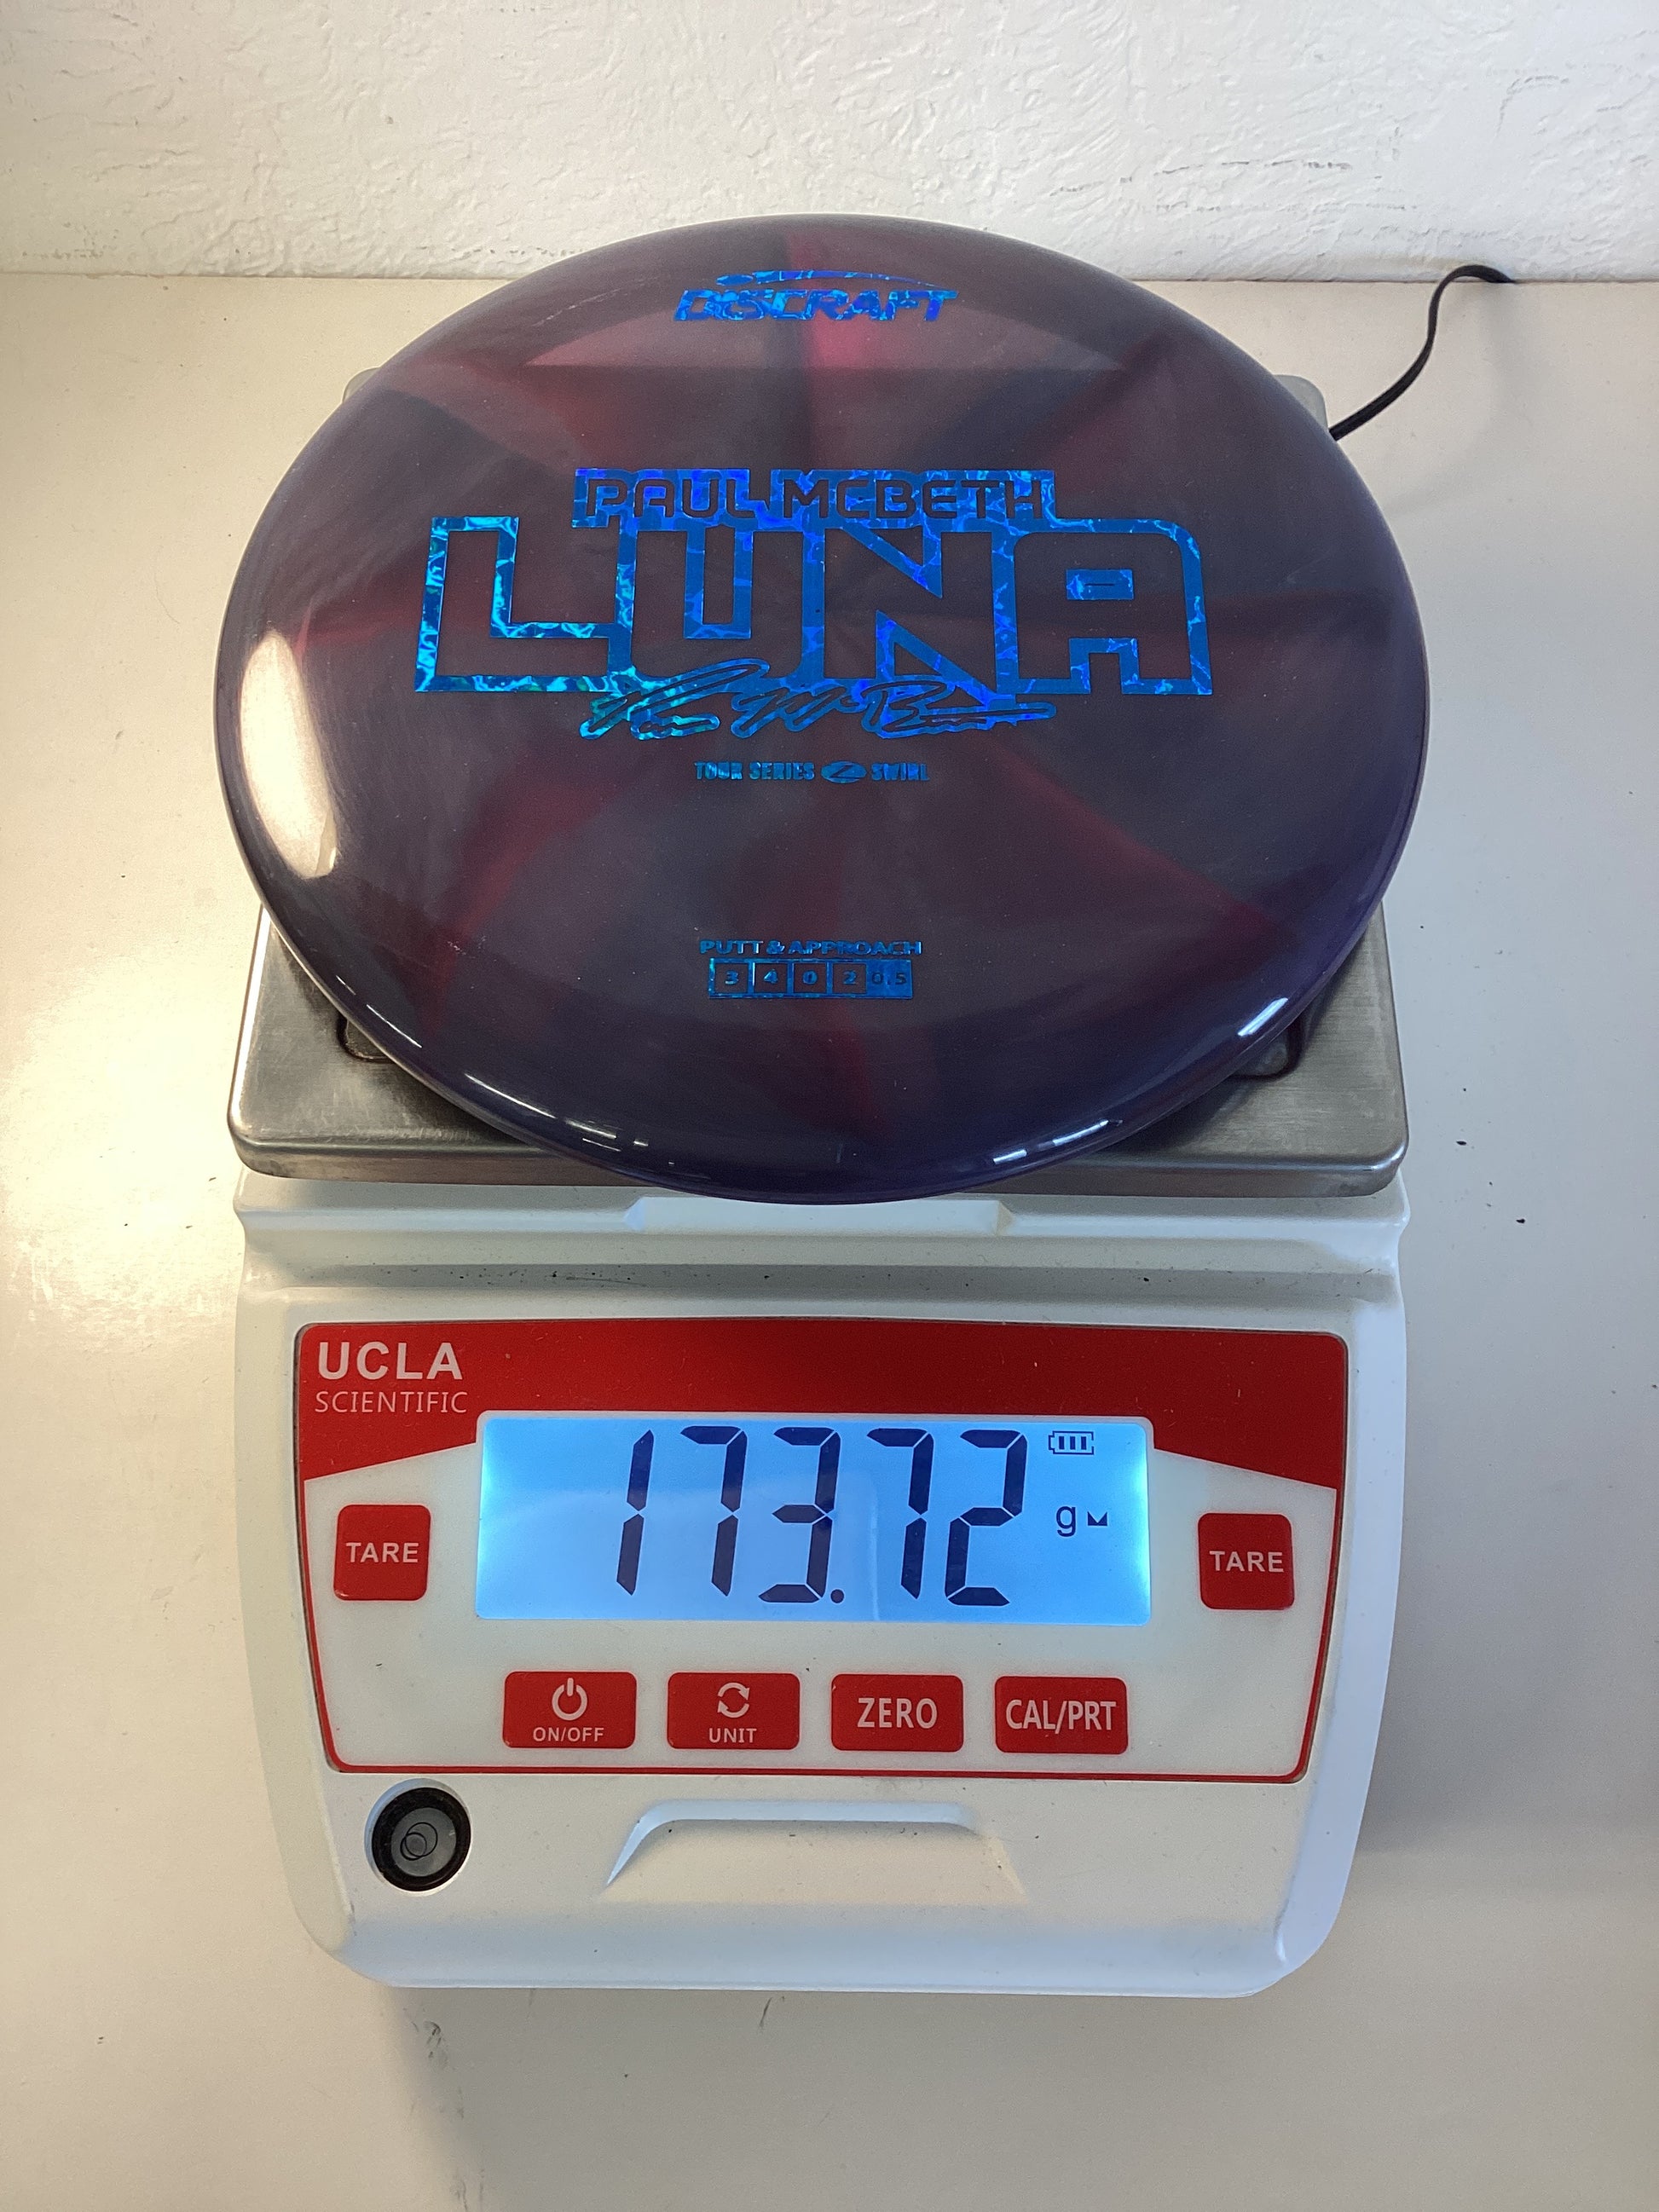 DISCRAFT
PAUL MCBETH
LUNA
TOUR SERIES Z SWIRL
PUTT & APPROACH
3 4 0 2 0.5
UCLA
SCIENTIFIC
173.72 g
TARE
TARE
ON/OFF
UNIT
ZERO
CAL/PRT